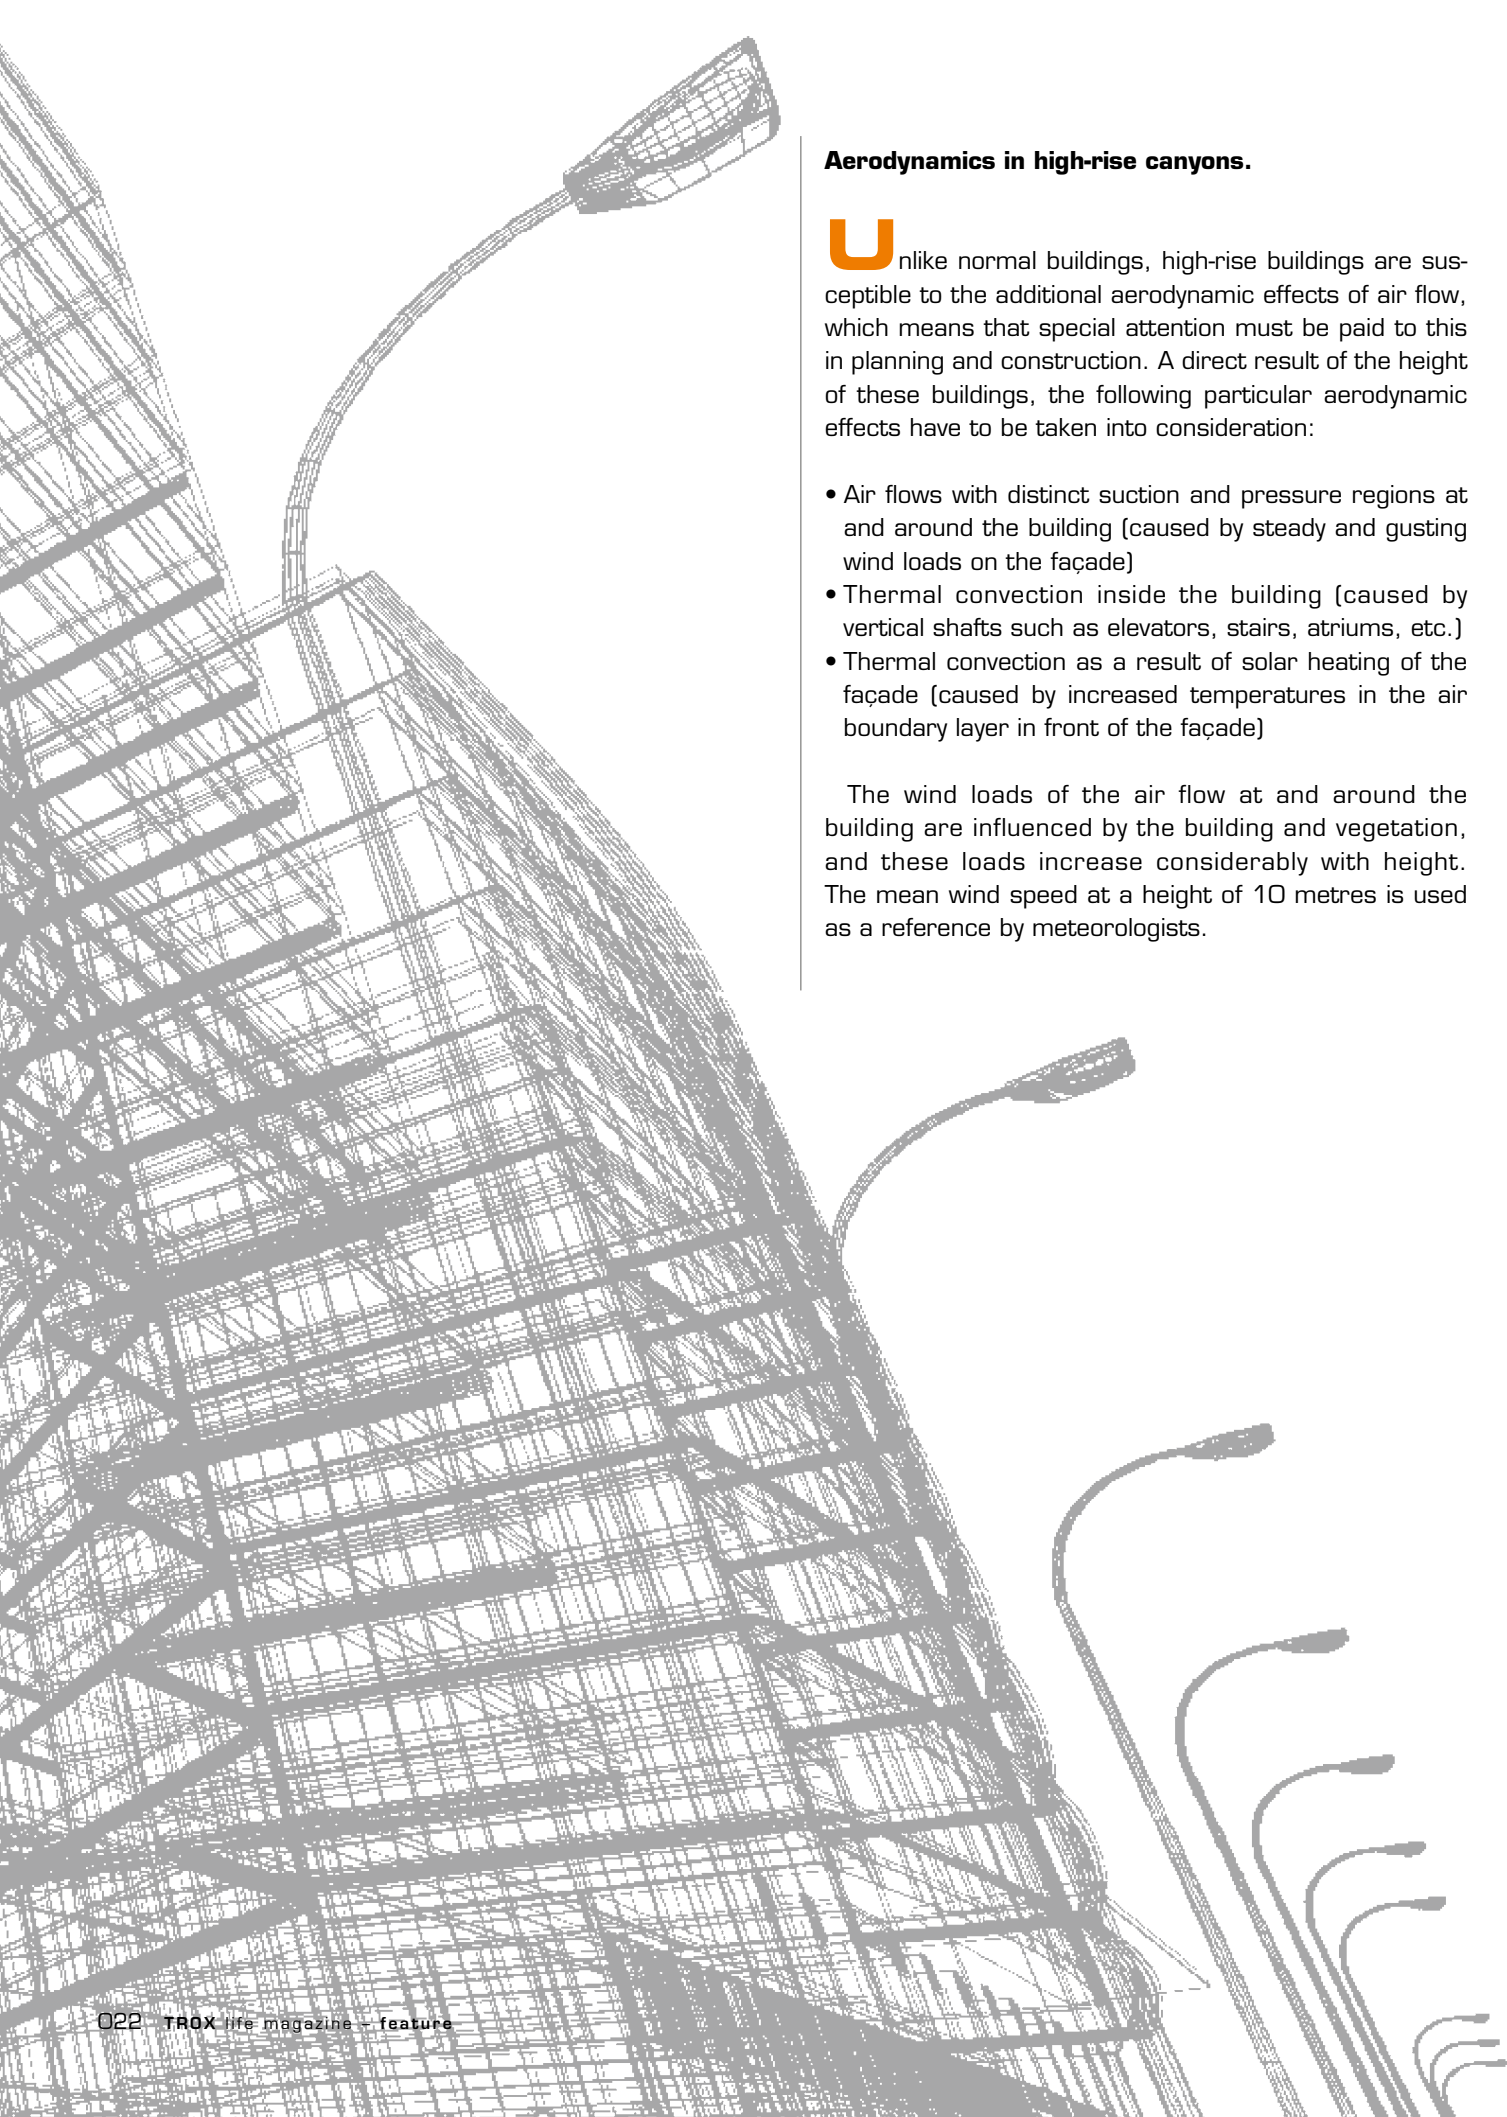 Aerodynamics in high-rise canyons.
Unlike normal buildings, high-rise buildings are sus-
ceptible to the additional aerodynamic effects of air flow,
which means that special attention must be paid to this
in planning and construction. A direct result of the height
of these buildings, the following particular aerodynamic
effects have to be taken into consideration:
• Air flows with distinct suction and pressure regions at
and around the building (caused by steady and gusting
wind loads on the façade)
• Thermal convection inside the building (caused by
vertical shafts such as elevators, stairs, atriums, etc.)
• Thermal convection as a result of solar heating of the
façade (caused by increased temperatures in the air
boundary layer in front of the façade)
The wind loads of the air flow at and around the
building are influenced by the building and vegetation,
and these loads increase considerably with height.
The mean wind speed at a height of 10 metres is used
as a reference by meteorologists.
022 TROX life magazine – feature